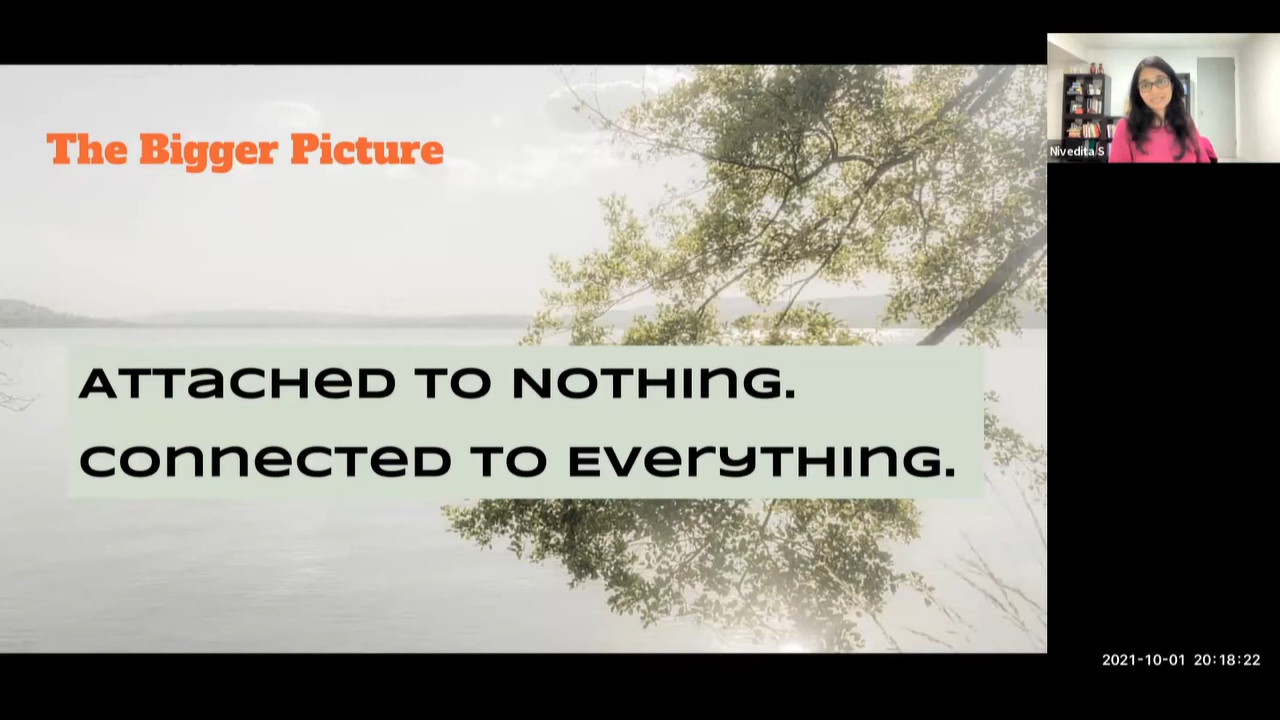 The Bigger Picture
Attached to Nothing.
Connected to Everything.
Nivedita S
2021-10-01 20:18:22